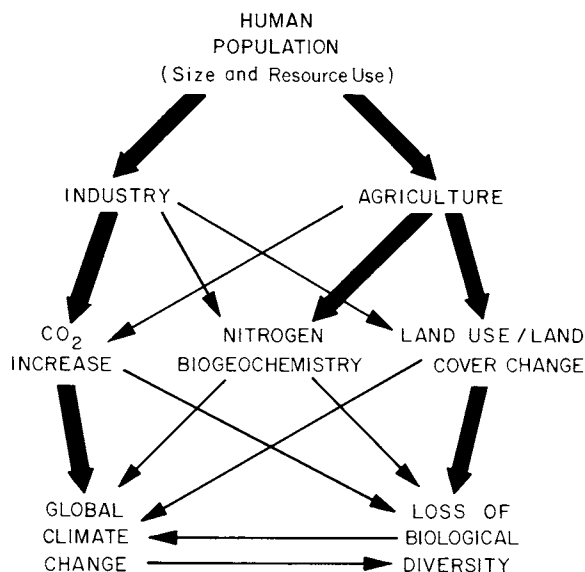 HUMAN
POPULATION
(Size and Resource Use)
INDUSTRY
AGRICULTURE
CO2
INCREASE
NITROGEN
BIOGEOCHEMISTRY
LAND USE/LAND
COVER CHANGE
GLOBAL
CLIMATE
CHANGE
LOSS OF
BIOLOGICAL
DIVERSITY